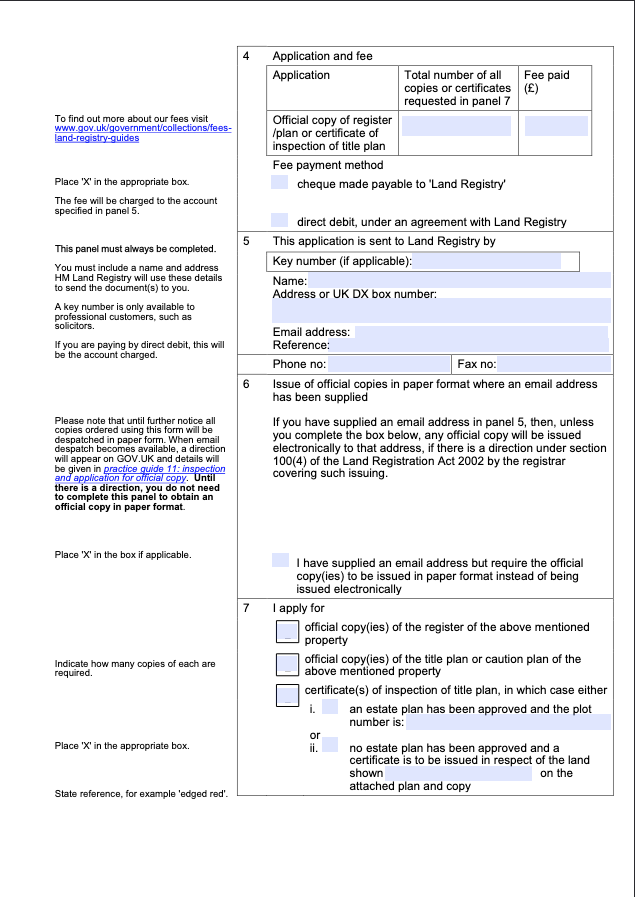 4 Application and fee
Application
Total number of all
copies or certificates
requested in panel 7
Fee paid
(£)
To find out more about our fees visit
www.gov.uk/government/collections/fees-
land-registry-guides
Official copy of register
/plan or certificate of
inspection of title plan
Fee payment method
Place 'X' in the appropriate box.
cheque made payable to 'Land Registry'
The fee will be charged to the account
specified in panel 5.
direct debit, under an agreement with Land Registry
5 This application is sent to Land Registry by
This panel must always be completed.
You must include a name and address
HM Land Registry will use these details
to send the document(s) to you.
A key number is only available to
professional customers, such as
solicitors.
If you are paying by direct debit, this will
be the account charged.
Key number (if applicable):
Name:
Address or UK DX box number:
Email address:
Reference:
Phone no:
Fax no:
6 Issue of official copies in paper format where an email address
has been supplied
Please note that until further notice all
copies ordered using this form will be
despatched in paper form. When email
despatch becomes available, a direction
will appear on GOV.UK and details will
be given in practice guide 11: inspection
and application for official copy. Until
there is a direction, you do not need
to complete this panel to obtain an
official copy in paper format.
If you have supplied an email address in panel 5, then, unless
you complete the box below, any official copy will be issued
electronically to that address, if there is a direction under section
100(4) of the Land Registration Act 2002 by the registrar
covering such issuing.
Place 'X' in the box if applicable.
I have supplied an email address but require the official
copy(ies) to be issued in paper format instead of being
issued electronically
7 I apply for
official copy(ies) of the register of the above mentioned
property
Indicate how many copies of each are
required.
official copy(ies) of the title plan or caution plan of the
above mentioned property
certificate(s) of inspection of title plan, in which case either
i. an estate plan has been approved and the plot
number is:
or
Place 'X' in the appropriate box.
ii. no estate plan has been approved and a
certificate is to be issued in respect of the land
shown on the
attached plan and copy
State reference, for example 'edged red'.